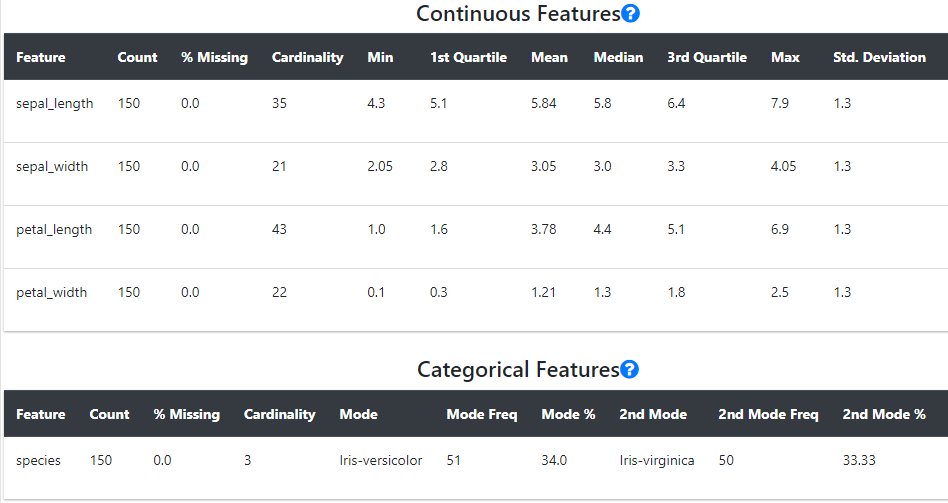 Continuous Features?
Feature Count % Missing Cardinality Min 1st Quartile Mean Median 3rd Quartile Max Std. Deviation
sepal_length 150 0.0 35 4.3 5.1 5.84 5.8 6.4 7.9 1.3
sepal_width 150 0.0 21 2.05 2.8 3.05 3.0 3.3 4.05 1.3
petal_length 150 0.0 43 1.0 1.6 3.78 4.4 5.1 6.9 1.3
petal_width 150 0.0 22 0.1 0.3 1.21 1.3 1.8 2.5 1.3
Categorical Features?
Feature Count % Missing Cardinality Mode Mode Freq Mode % 2nd Mode 2nd Mode Freq 2nd Mode %
species 150 0.0 3 Iris-versicolor 51 34.0 Iris-virginica 50 33.33